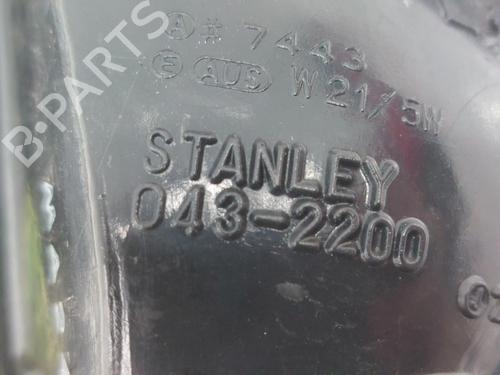 B-PARTS
A # 7443
E AUS W21/5W
STANLEY
043-2200